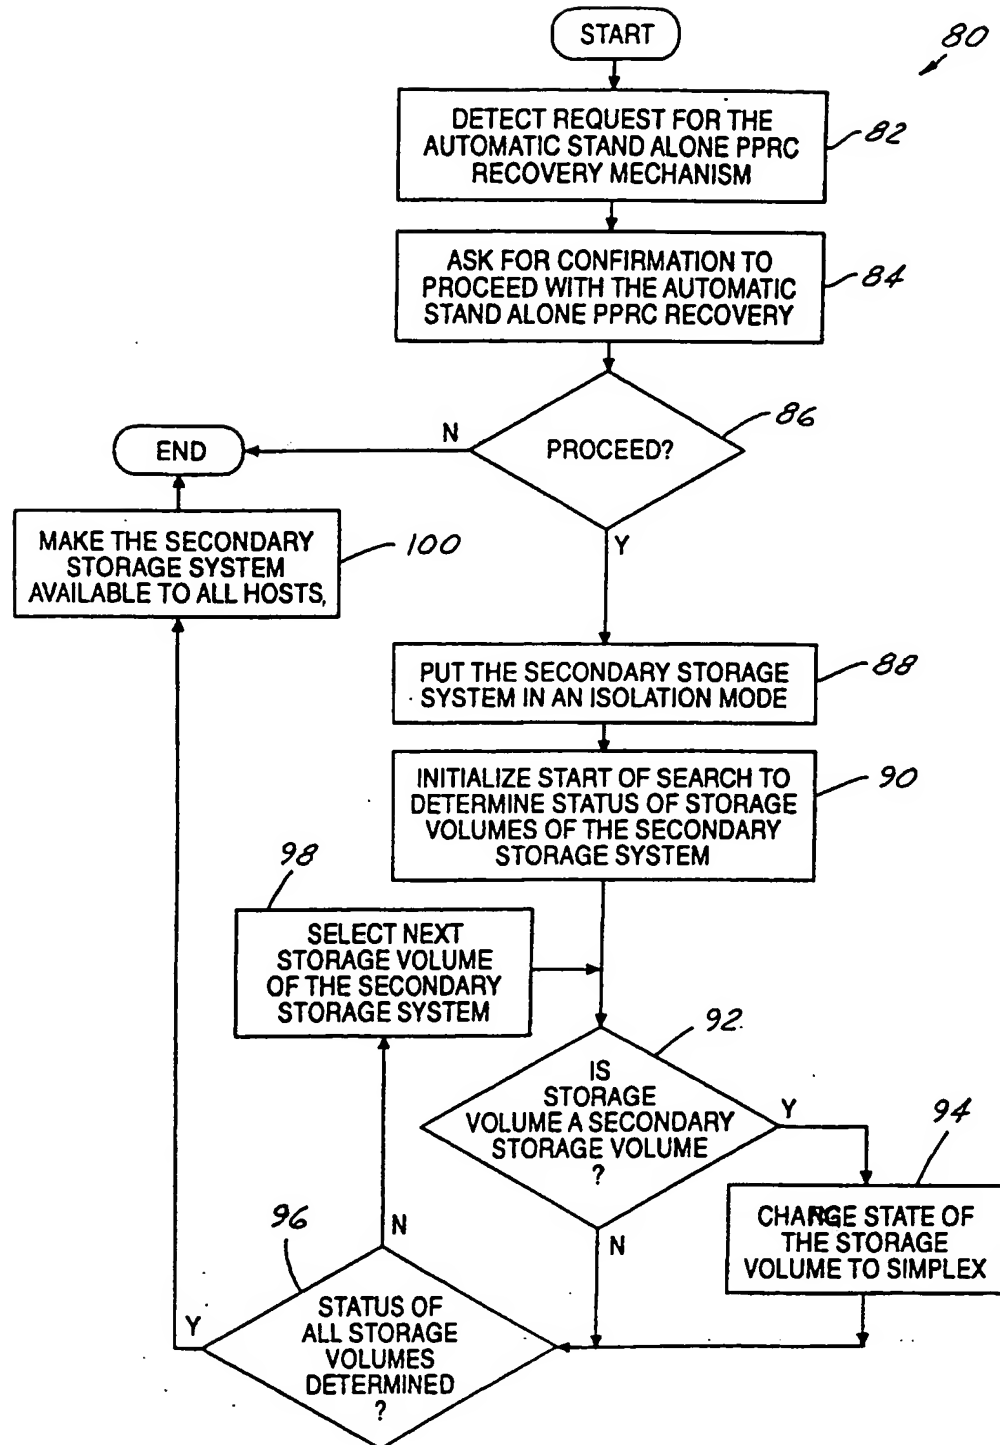 START
80
DETECT REQUEST FOR THE
AUTOMATIC STAND ALONE PPRC
RECOVERY MECHANISM
82
ASK FOR CONFIRMATION TO
PROCEED WITH THE AUTOMATIC
STAND ALONE PPRC RECOVERY
84
PROCEED?
86
N
END
Y
MAKE THE SECONDARY
STORAGE SYSTEM
AVAILABLE TO ALL HOSTS,
100
PUT THE SECONDARY STORAGE
SYSTEM IN AN ISOLATION MODE
88
INITIALIZE START OF SEARCH TO
DETERMINE STATUS OF STORAGE
VOLUMES OF THE SECONDARY
STORAGE SYSTEM
90
98
SELECT NEXT
STORAGE VOLUME
OF THE SECONDARY
STORAGE SYSTEM
92
IS
STORAGE
VOLUME A SECONDARY
STORAGE VOLUME
?
Y
N
94
CHANGE STATE OF
THE STORAGE
VOLUME TO SIMPLEX
96
N
Y
STATUS OF
ALL STORAGE
VOLUMES
DETERMINED
?